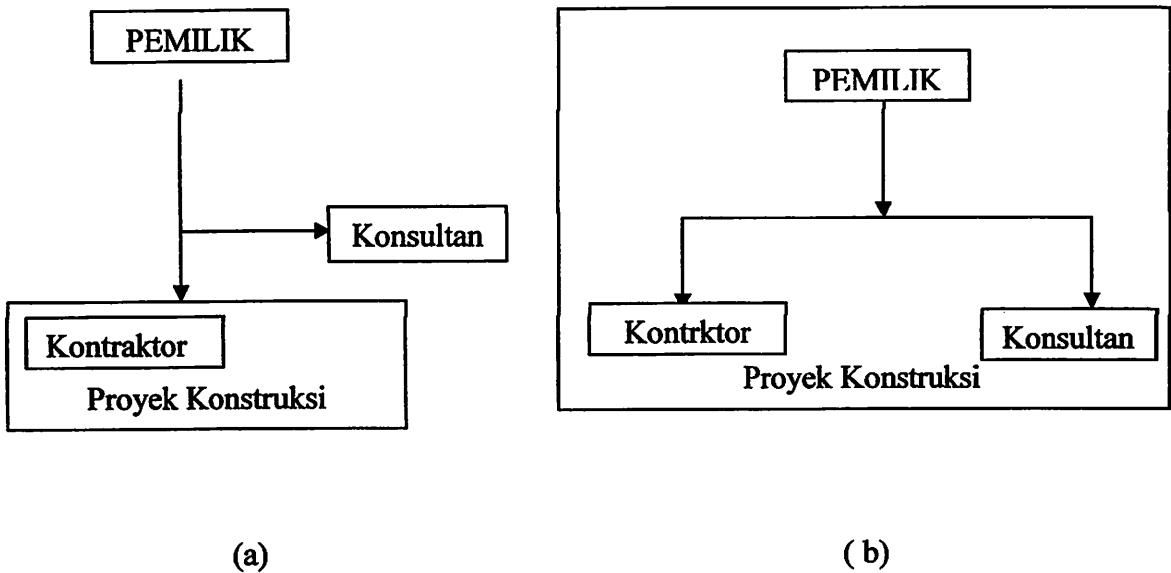 PEMILIK
Konsultan
Kontraktor
Proyek Konstruksi
(a)
PEMILIK
Kontrktor
Konsultan
Proyek Konstruksi
( b)